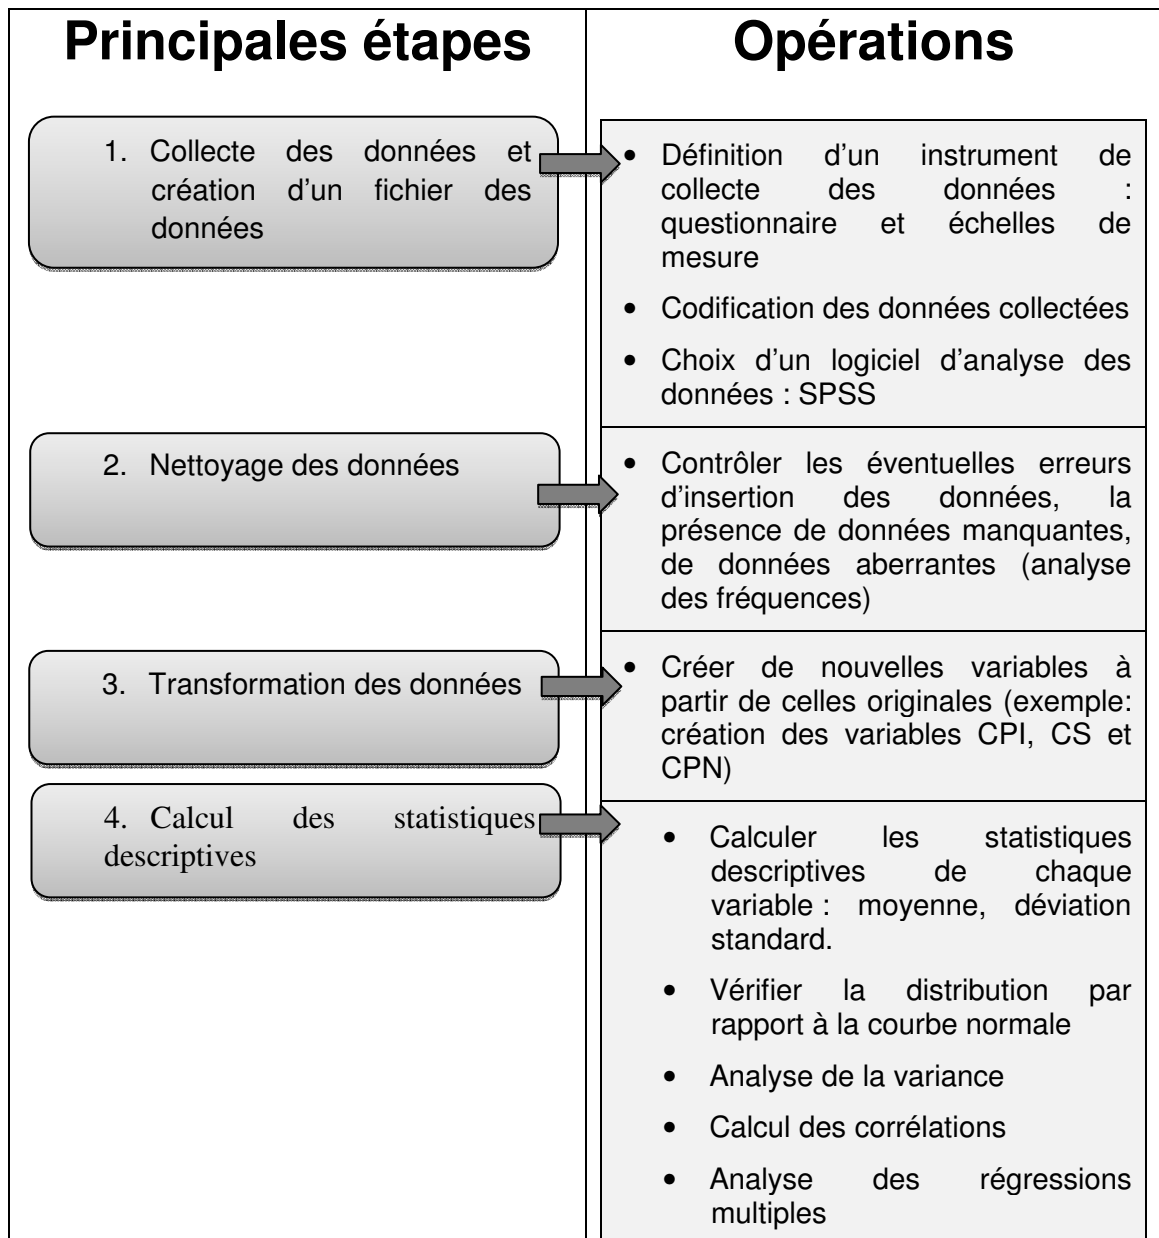 Principales étapes
Opérations
1. Collecte des données et
création d’un fichier des
données
• Définition d’un instrument de
collecte des données :
questionnaire et échelles de
mesure
• Codification des données collectées
• Choix d’un logiciel d’analyse des
données : SPSS
2. Nettoyage des données
• Contrôler les éventuelles erreurs
d’insertion des données, la
présence de données manquantes,
de données aberrantes (analyse
des fréquences)
3. Transformation des données
• Créer de nouvelles variables à
partir de celles originales (exemple:
création des variables CPI, CS et
CPN)
4. Calcul des statistiques
descriptives
• Calculer les statistiques
descriptives de chaque
variable : moyenne, déviation
standard.
• Vérifier la distribution par
rapport à la courbe normale
• Analyse de la variance
• Calcul des corrélations
• Analyse des régressions
multiples